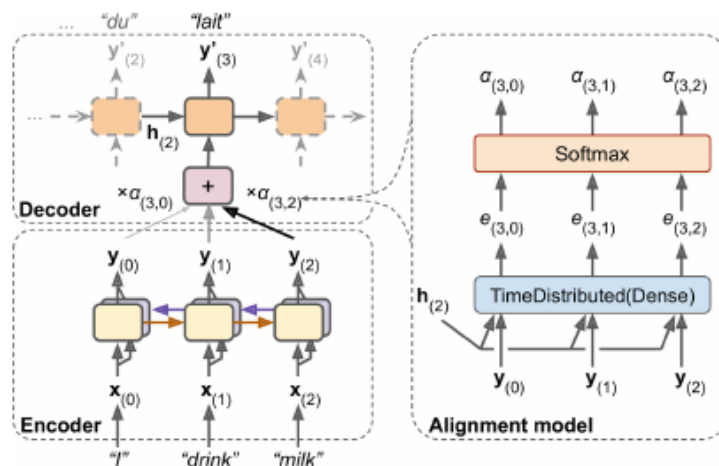 ... "du" "lait"
y'(2) y'(3) y'(4)
... h(2)
×α(3,0) + ×α(3,2)
Decoder
y(0) y(1) y(2)
x(0) x(1) x(2)
Encoder
"I" "drink" "milk"
α(3,0) α(3,1) α(3,2)
Softmax
e(3,0) e(3,1) e(3,2)
TimeDistributed(Dense)
h(2)
y(0) y(1) y(2)
Alignment model